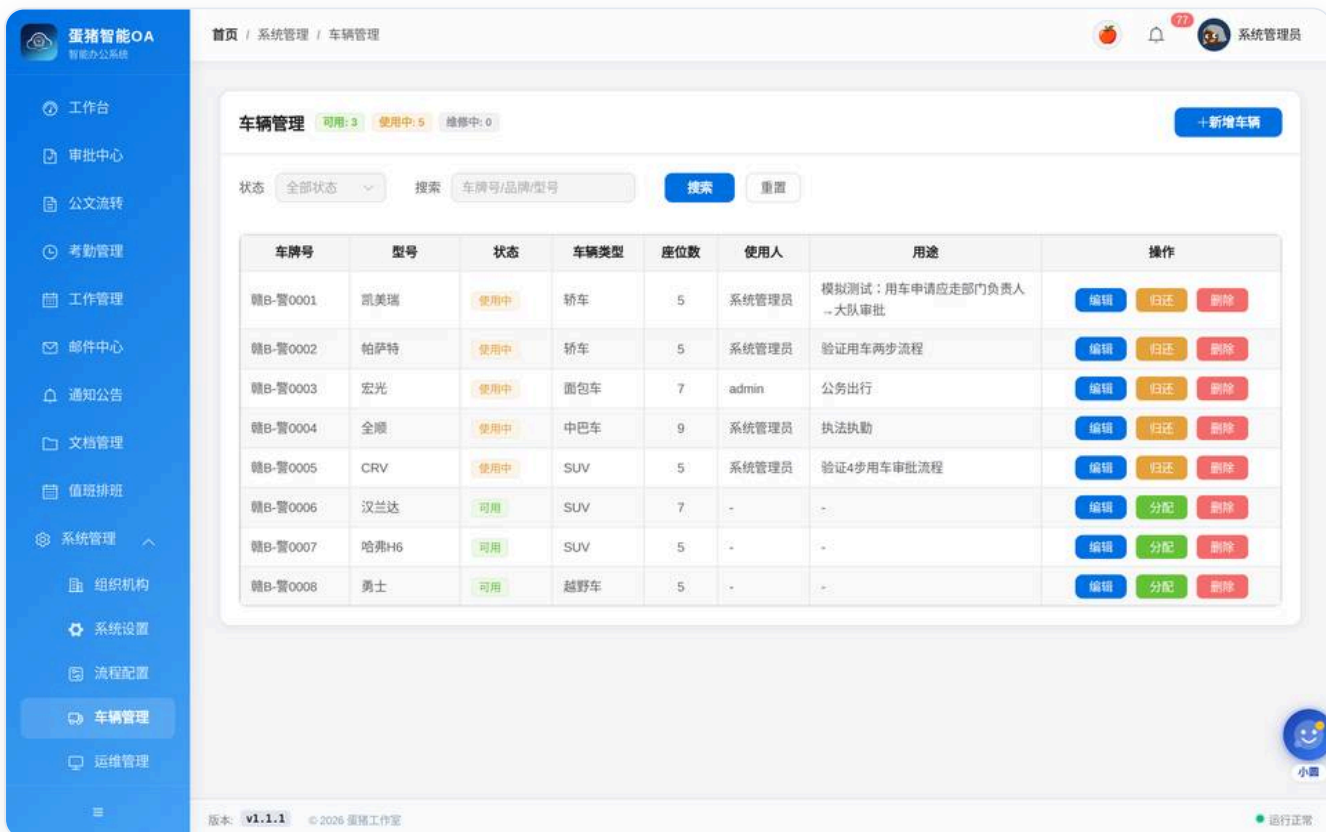 蛋猪智能OA
智能办公系统
工作台
审批中心
公文流转
考勤管理
工作管理
邮件中心
通知公告
文档管理
值班排班
系统管理
组织机构
系统设置
流程配置
车辆管理
运维管理
首页 / 系统管理 / 车辆管理
77
系统管理员
车辆管理 可用: 3 使用中: 5 维修中: 0
+新增车辆
状态 全部状态 搜索 车牌号/品牌/型号 搜索 重置
车牌号 型号 状态 车辆类型 座位数 使用人 用途 操作
赣B-警0001 凯美瑞 使用中 轿车 5 系统管理员 模拟测试：用车申请应走部门负责人
→大队审批 编辑 归还 删除
赣B-警0002 帕萨特 使用中 轿车 5 系统管理员 验证用车两步流程 编辑 归还 删除
赣B-警0003 宏光 使用中 面包车 7 admin 公务出行 编辑 归还 删除
赣B-警0004 全顺 使用中 中巴车 9 系统管理员 执法执勤 编辑 归还 删除
赣B-警0005 CRV 使用中 SUV 5 系统管理员 验证4步用车审批流程 编辑 归还 删除
赣B-警0006 汉兰达 可用 SUV 7 - - 编辑 分配 删除
赣B-警0007 哈弗H6 可用 SUV 5 - - 编辑 分配 删除
赣B-警0008 勇士 可用 越野车 5 - - 编辑 分配 删除
小圆
版本: v1.1.1 © 2026 蛋猪工作室
运行正常